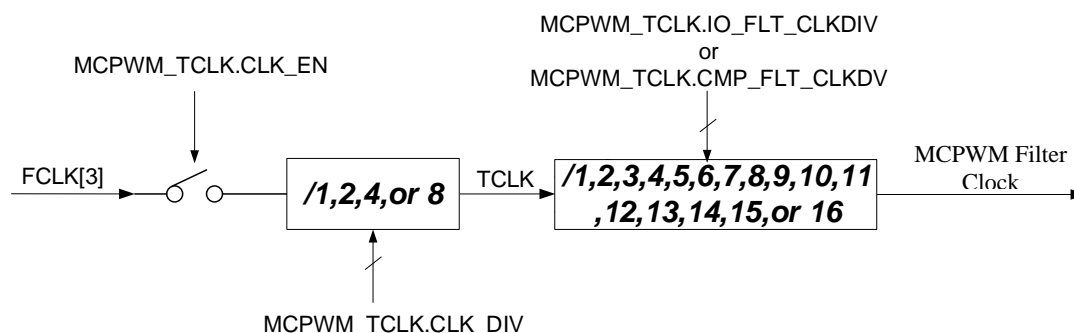 MCPWM_TCLK.IO_FLT_CLKDIV
or
MCPWM_TCLK.CMP_FLT_CLKDV
MCPWM_TCLK.CLK_EN
FCLK[3]
/1,2,4,or 8
TCLK
/1,2,3,4,5,6,7,8,9,10,11
,12,13,14,15,or 16
MCPWM Filter
Clock
MCPWM_TCLK.CLK_DIV